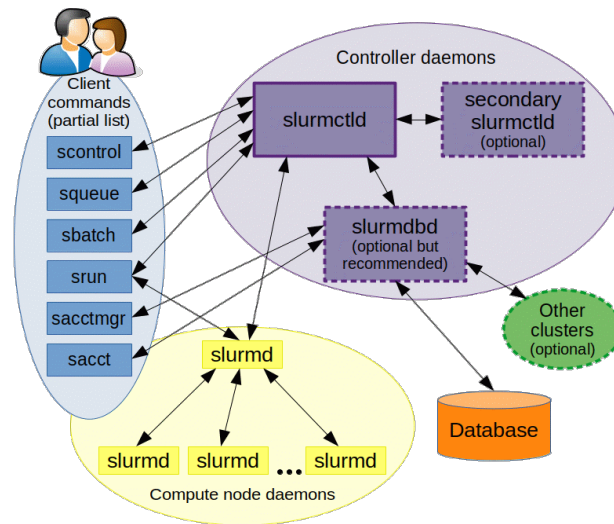 Client
commands
(partial list)
scontrol
squeue
sbatch
srun
sacctmgr
sacct
Controller daemons
slurmctld
secondary
slurmctld
(optional)
slurmdbd
(optional but
recommended)
Other
clusters
(optional)
Database
slurmd
slurmd
slurmd
...
slurmd
Compute node daemons